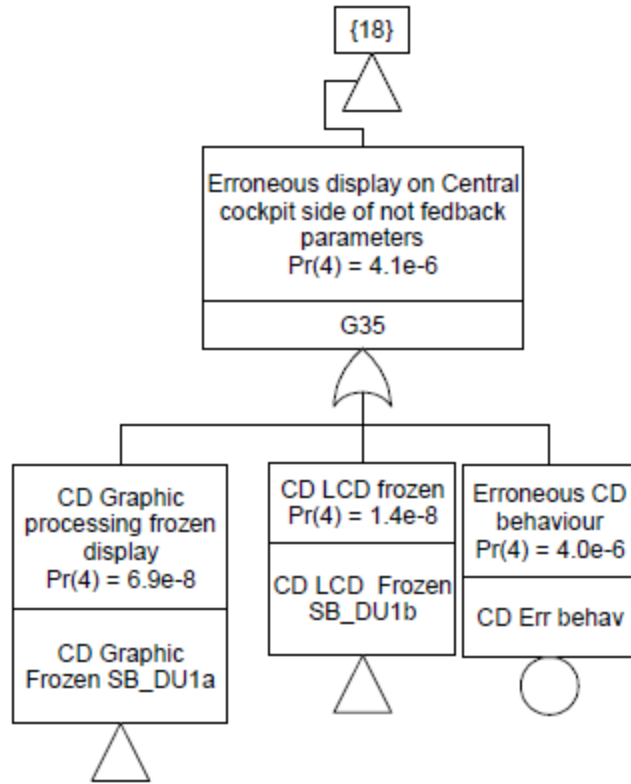 {18}
Erroneous display on Central
cockpit side of not fedback
parameters
Pr(4) = 4.1e-6
G35
CD Graphic
processing frozen
display
Pr(4) = 6.9e-8
CD Graphic
Frozen SB_DU1a
CD LCD frozen
Pr(4) = 1.4e-8
CD LCD Frozen
SB_DU1b
Erroneous CD
behaviour
Pr(4) = 4.0e-6
CD Err behav